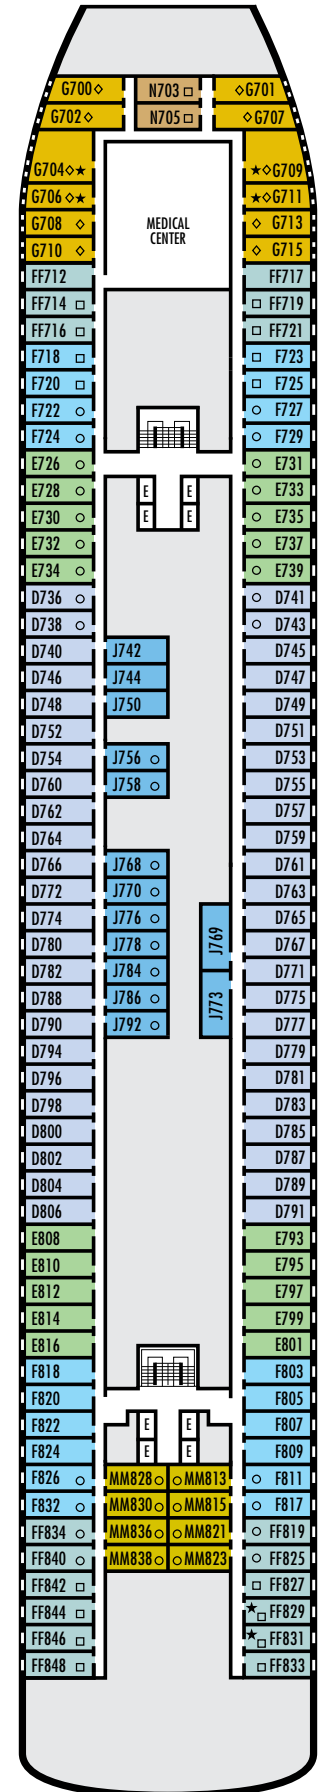 G700◇ N703□ ◇G701
G702◇ N705□ ◇G707
G704◇★ ★◇G709
G706◇★ ★◇G711
G708 ◇ MEDICAL ◇ G713
G710 ◇ CENTER ◇ G715
FF712 FF717
FF714 □ □ FF719
FF716 □ □ FF721
F718 □ □ F723
F720 □ □ F725
F722 ○ ○ F727
F724 ○ ○ F729
E726 ○ ○ E731
E728 ○ E E ○ E733
E730 ○ E E ○ E735
E732 ○ ○ E737
E734 ○ ○ E739
D736 ○ ○ D741
D738 ○ ○ D743
D740 J742 D745
D746 J744 D747
D748 J750 D749
D752 D751
D754 J756 ○ D753
D760 J758 ○ D755
D762 D757
D764 D759
D766 J768 ○ D761
D772 J770 ○ D763
D774 J776 ○ J769 D765
D780 J778 ○ D767
D782 J784 ○ D771
D788 J786 ○ J773 D775
D790 J792 ○ D777
D794 D779
D796 D781
D798 D783
D800 D785
D802 D787
D804 D789
D806 D791
E808 E793
E810 E795
E812 E797
E814 E799
E816 E801
F818 F803
F820 F805
F822 E E F807
F824 E E F809
F826 ○ MM828○ ○MM813 ○ F811
F832 ○ MM830○ ○MM815 ○ F817
FF834 ○ MM836○ ○MM821 ○ FF819
FF840 ○ MM838○ ○MM823 ○ FF825
FF842 □ □ FF827
FF844 □ ★□ FF829
FF846 □ ★□ FF831
FF848 □ □ FF833